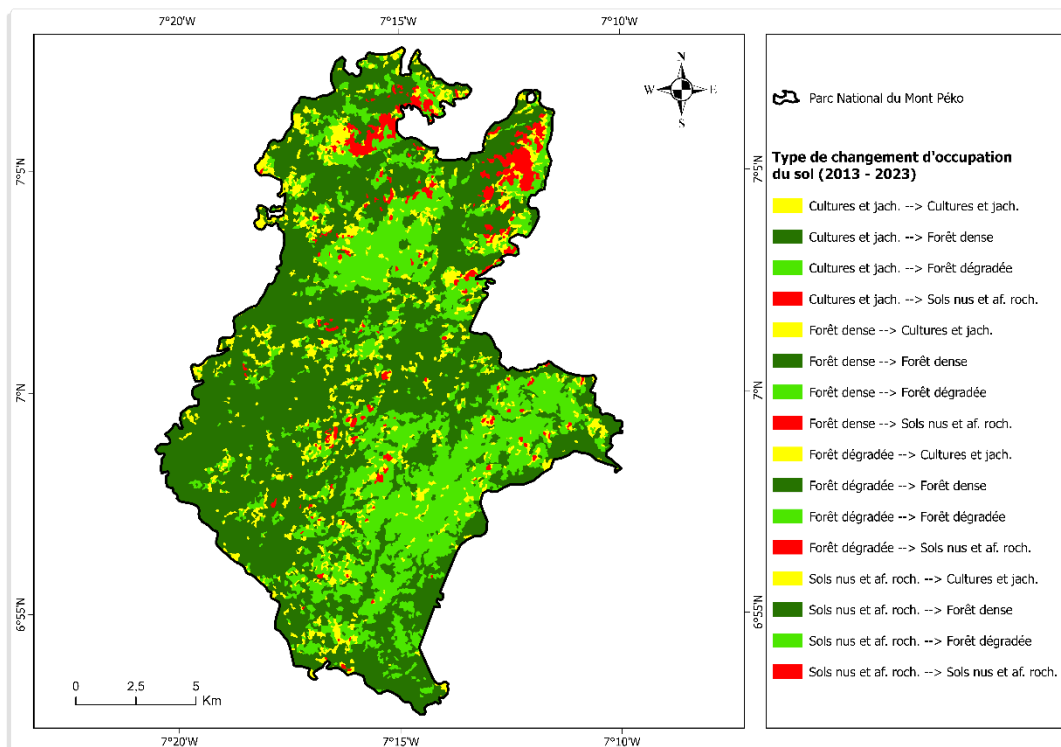 7°20'W 7°15'W 7°10'W
N
W E
S
7°5'N
7°5'N
7°N
7°N
6°55'N
6°55'N
0 2,5 5
Km
7°20'W 7°15'W 7°10'W
Parc National du Mont Péko
Type de changement d'occupation
du sol (2013 - 2023)
Cultures et jach. --> Cultures et jach.
Cultures et jach. --> Forêt dense
Cultures et jach. --> Forêt dégradée
Cultures et jach. --> Sols nus et af. roch.
Forêt dense --> Cultures et jach.
Forêt dense --> Forêt dense
Forêt dense --> Forêt dégradée
Forêt dense --> Sols nus et af. roch.
Forêt dégradée --> Cultures et jach.
Forêt dégradée --> Forêt dense
Forêt dégradée --> Forêt dégradée
Forêt dégradée --> Sols nus et af. roch.
Sols nus et af. roch. --> Cultures et jach.
Sols nus et af. roch. --> Forêt dense
Sols nus et af. roch. --> Forêt dégradée
Sols nus et af. roch. --> Sols nus et af. roch.